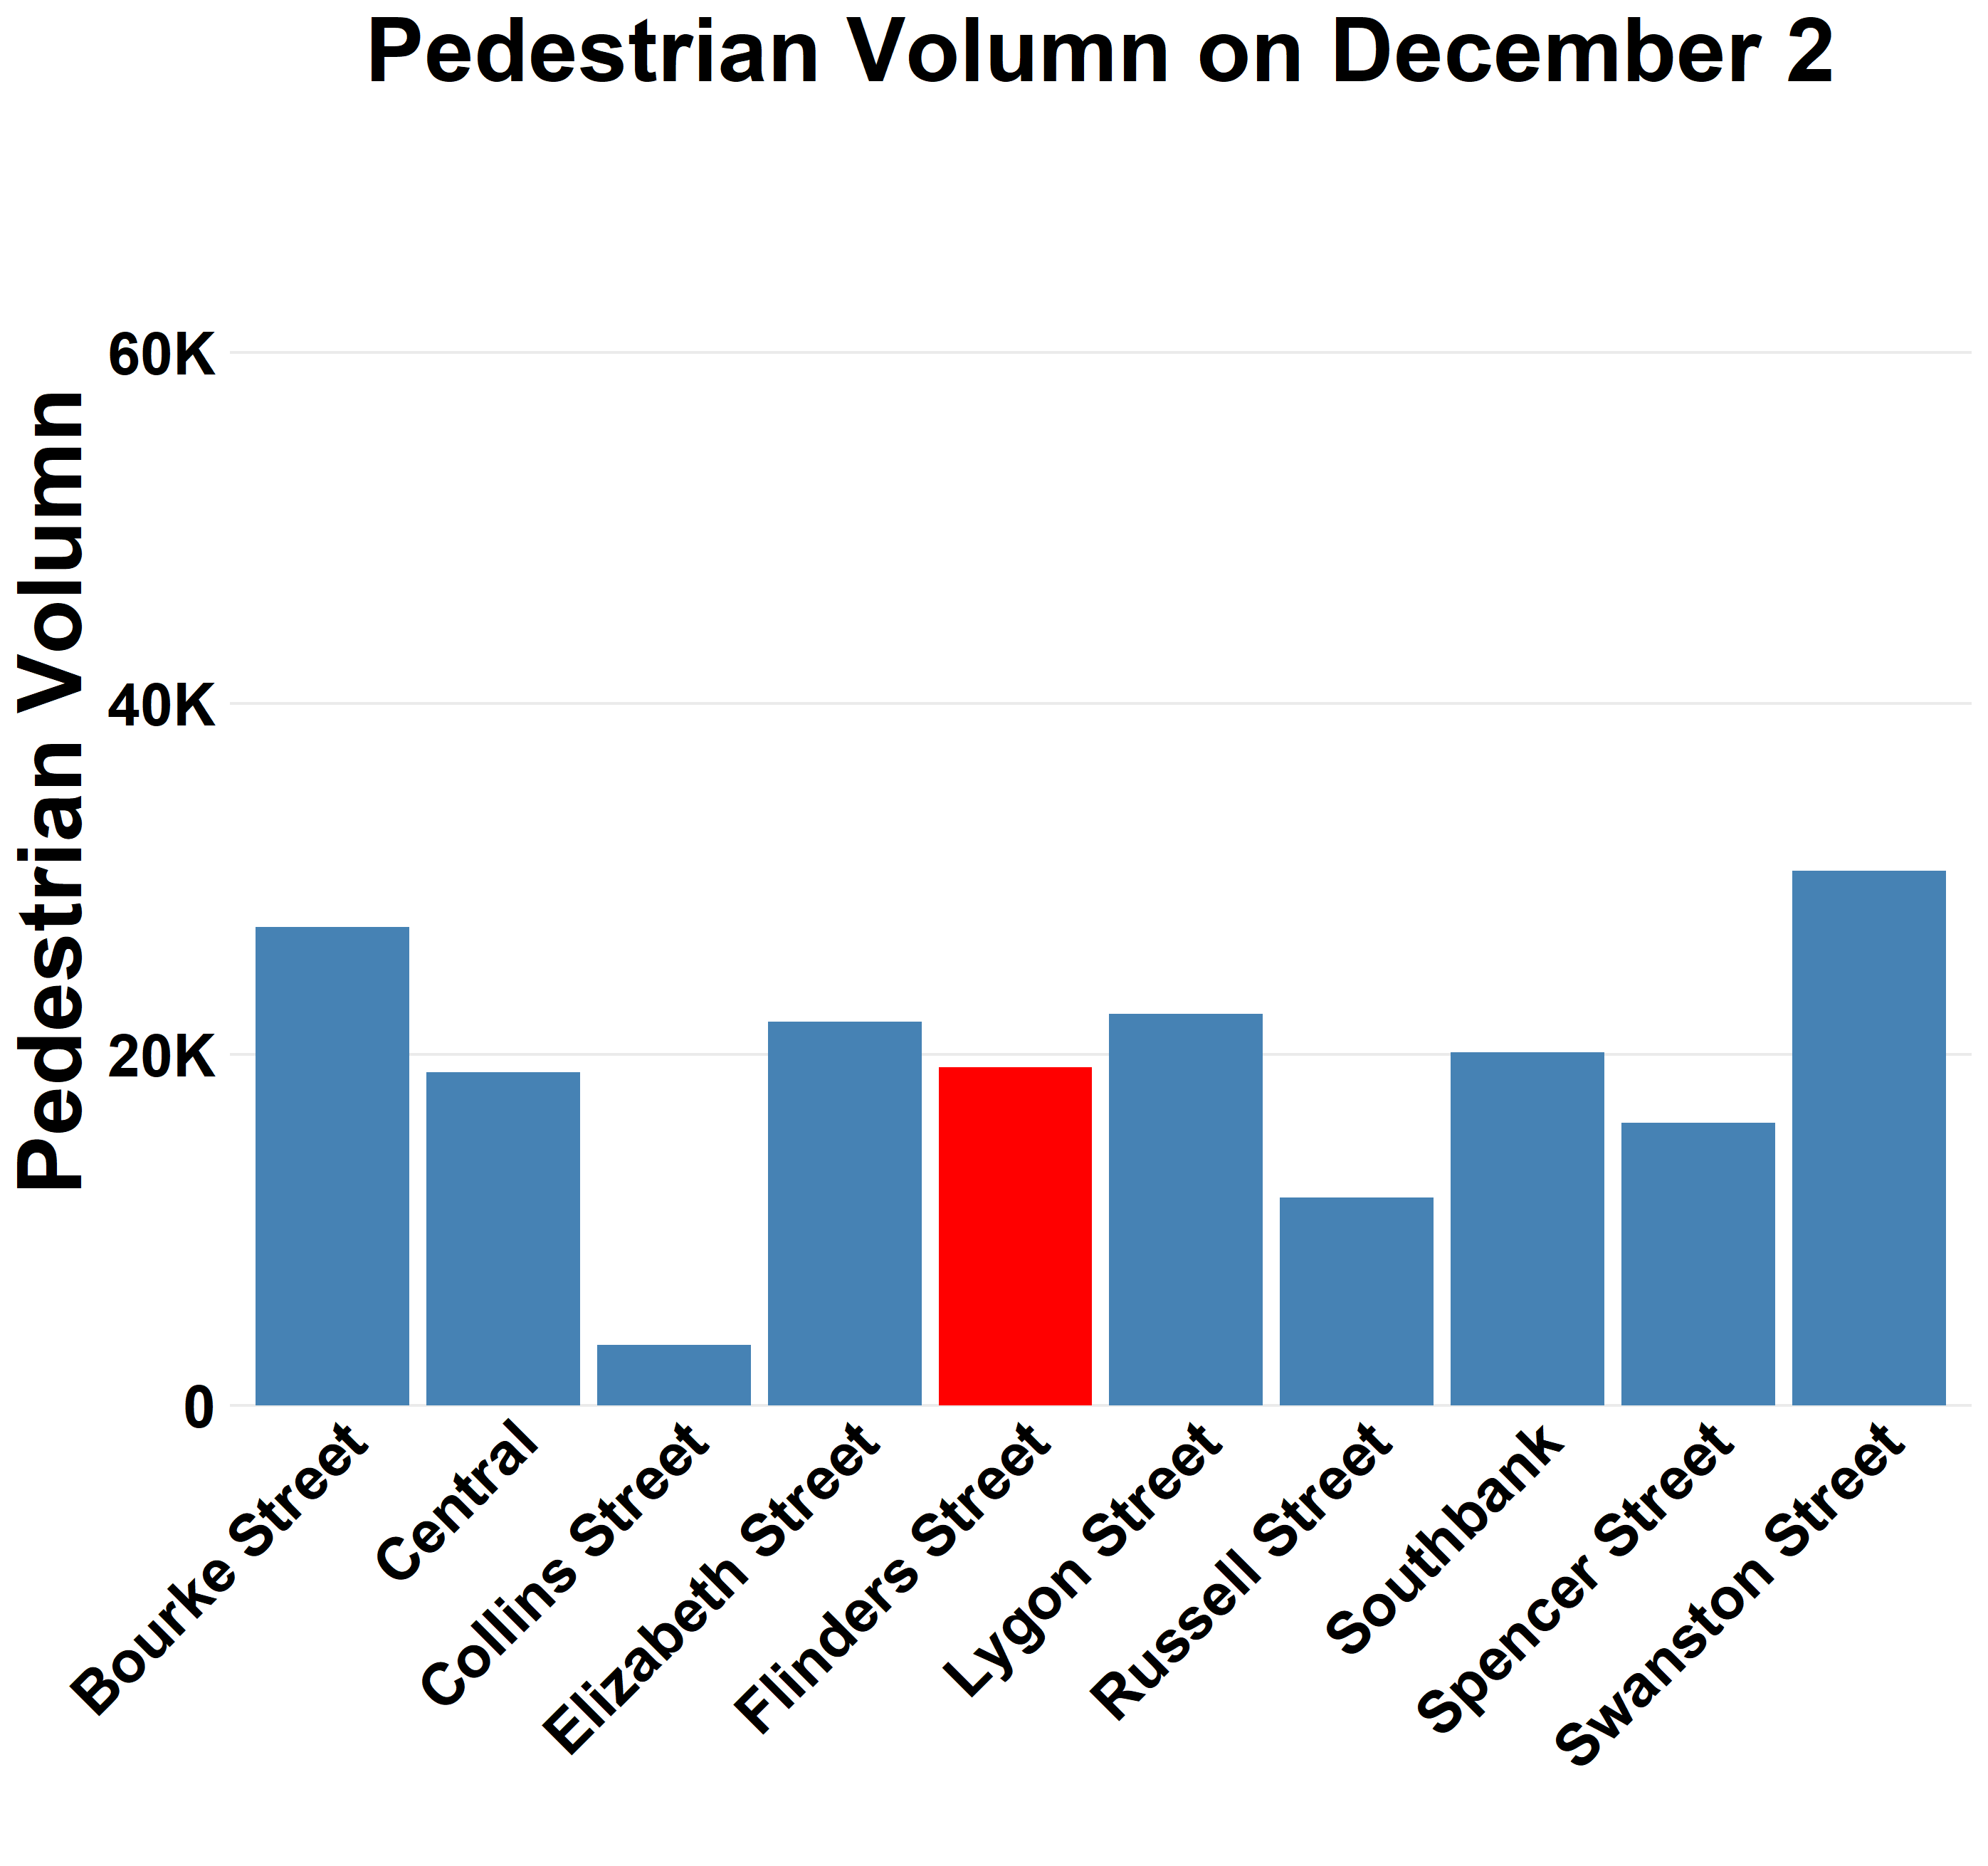 Pedestrian Volumn on December 2
Pedestrian Volumn
60K
40K
20K
0
Bourke Street
Central
Collins Street
Elizabeth Street
Flinders Street
Lygon Street
Russell Street
Southbank
Spencer Street
Swanston Street